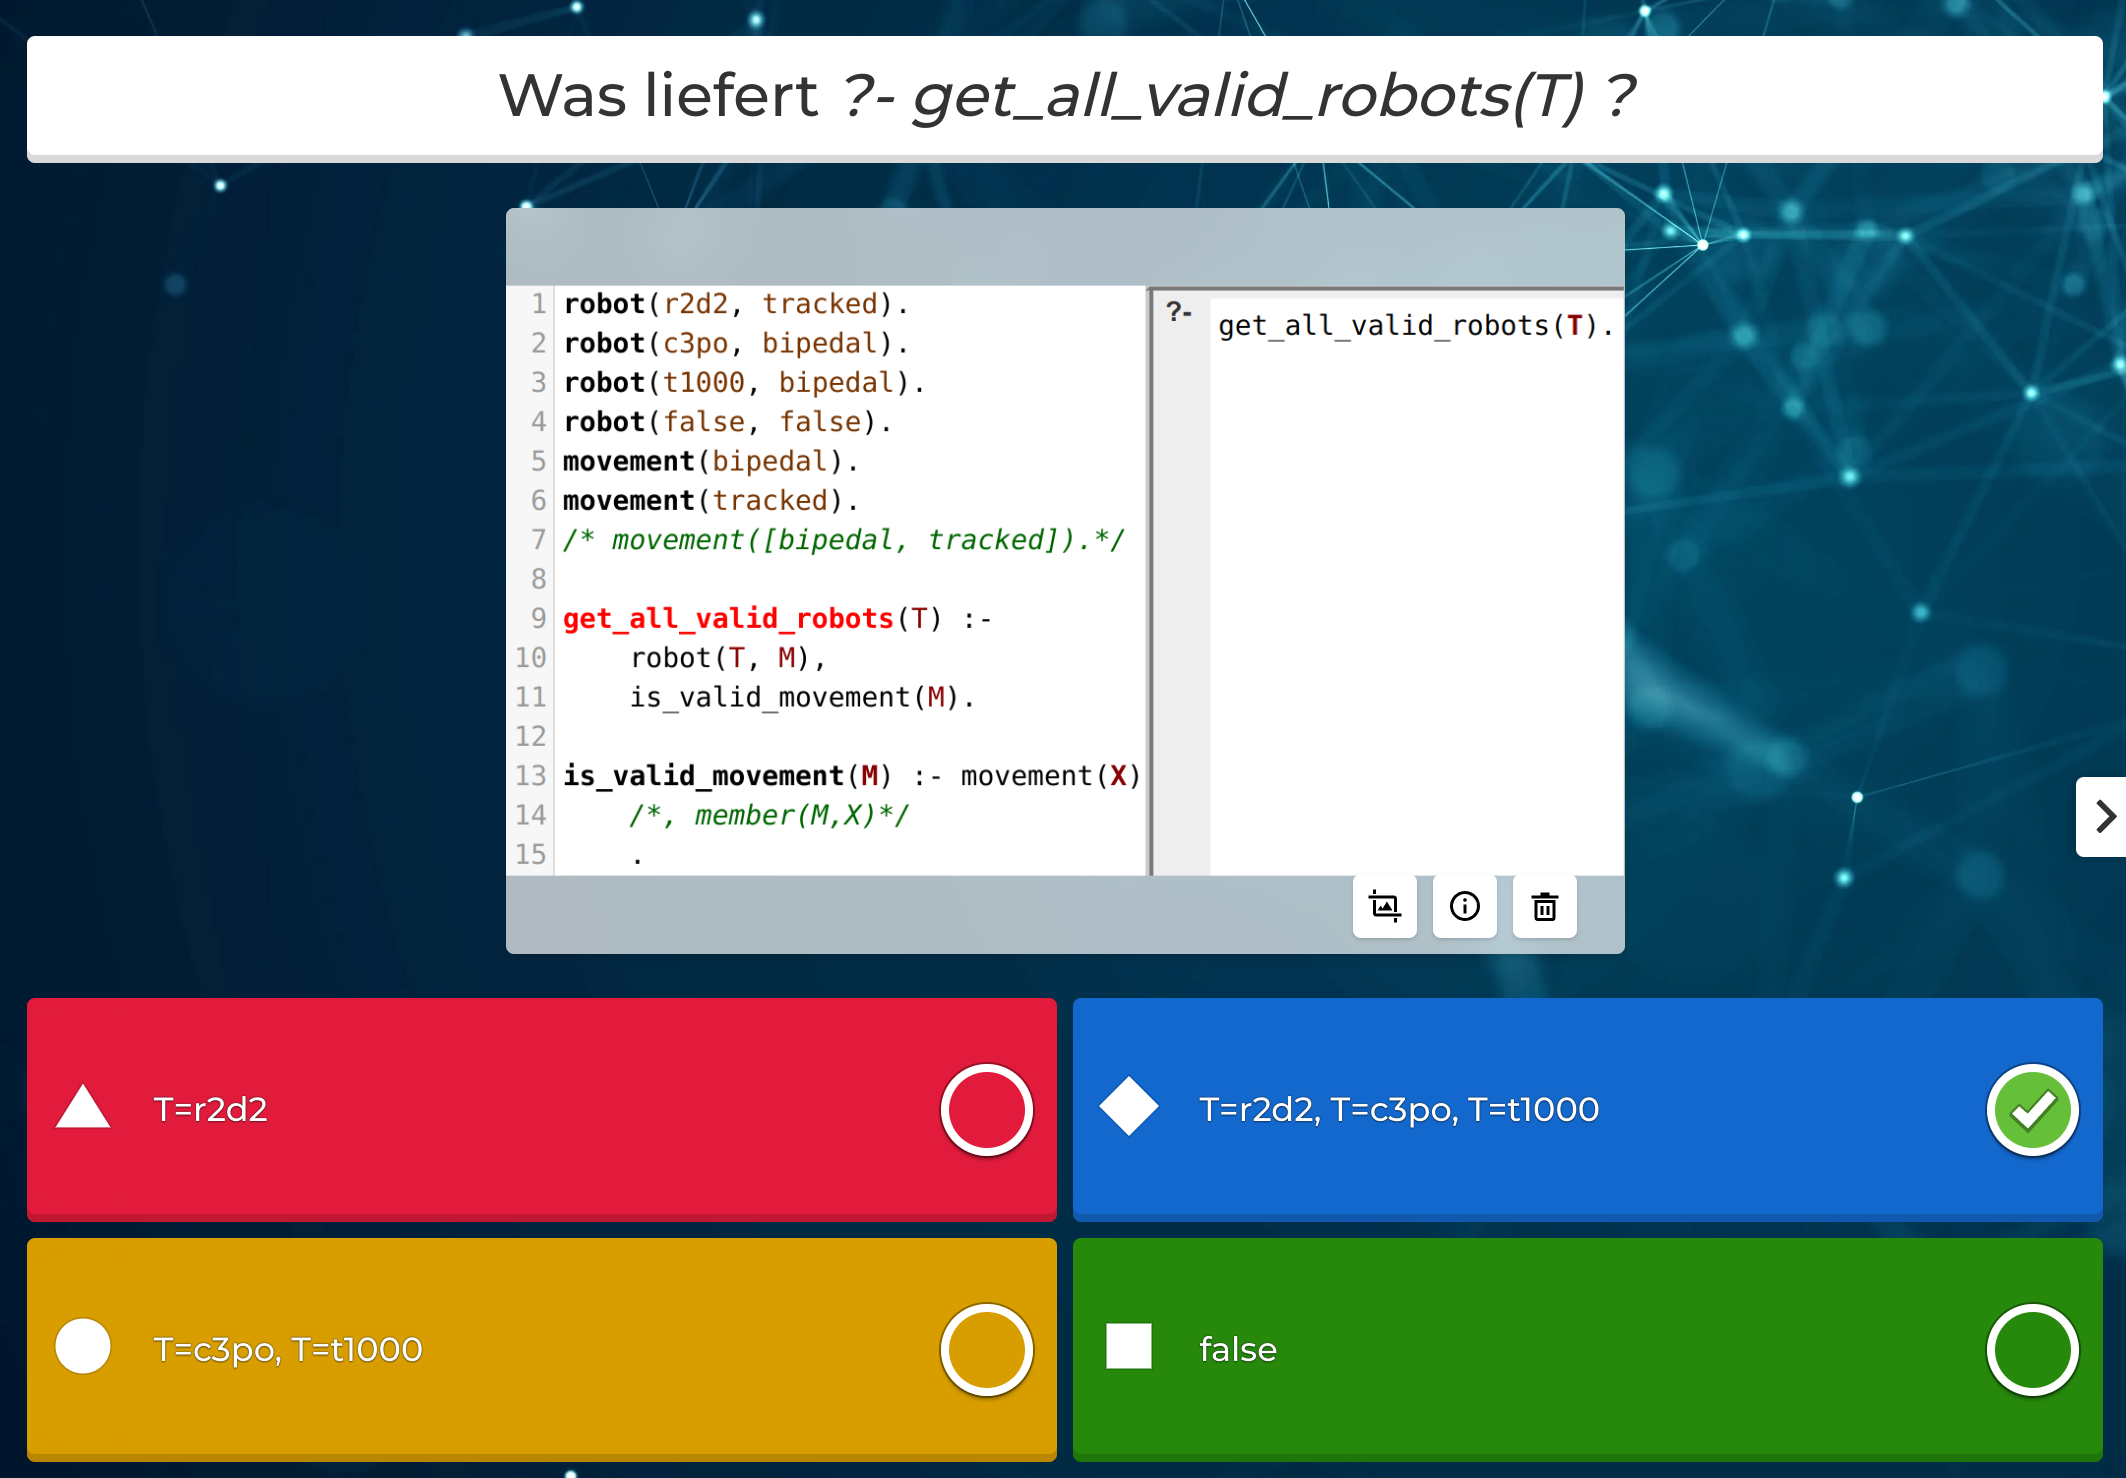 Was liefert ?- get_all_valid_robots(T) ?
1 robot(r2d2, tracked).
2 robot(c3po, bipedal).
3 robot(t1000, bipedal).
4 robot(false, false).
5 movement(bipedal).
6 movement(tracked).
7 /* movement([bipedal, tracked]).*/
8
9 get_all_valid_robots(T) :-
10     robot(T, M),
11     is_valid_movement(M).
12
13 is_valid_movement(M) :- movement(X)
14     /*, member(M,X)*/
15     .
?- get_all_valid_robots(T).
T=r2d2
T=r2d2, T=c3po, T=t1000
T=c3po, T=t1000
false